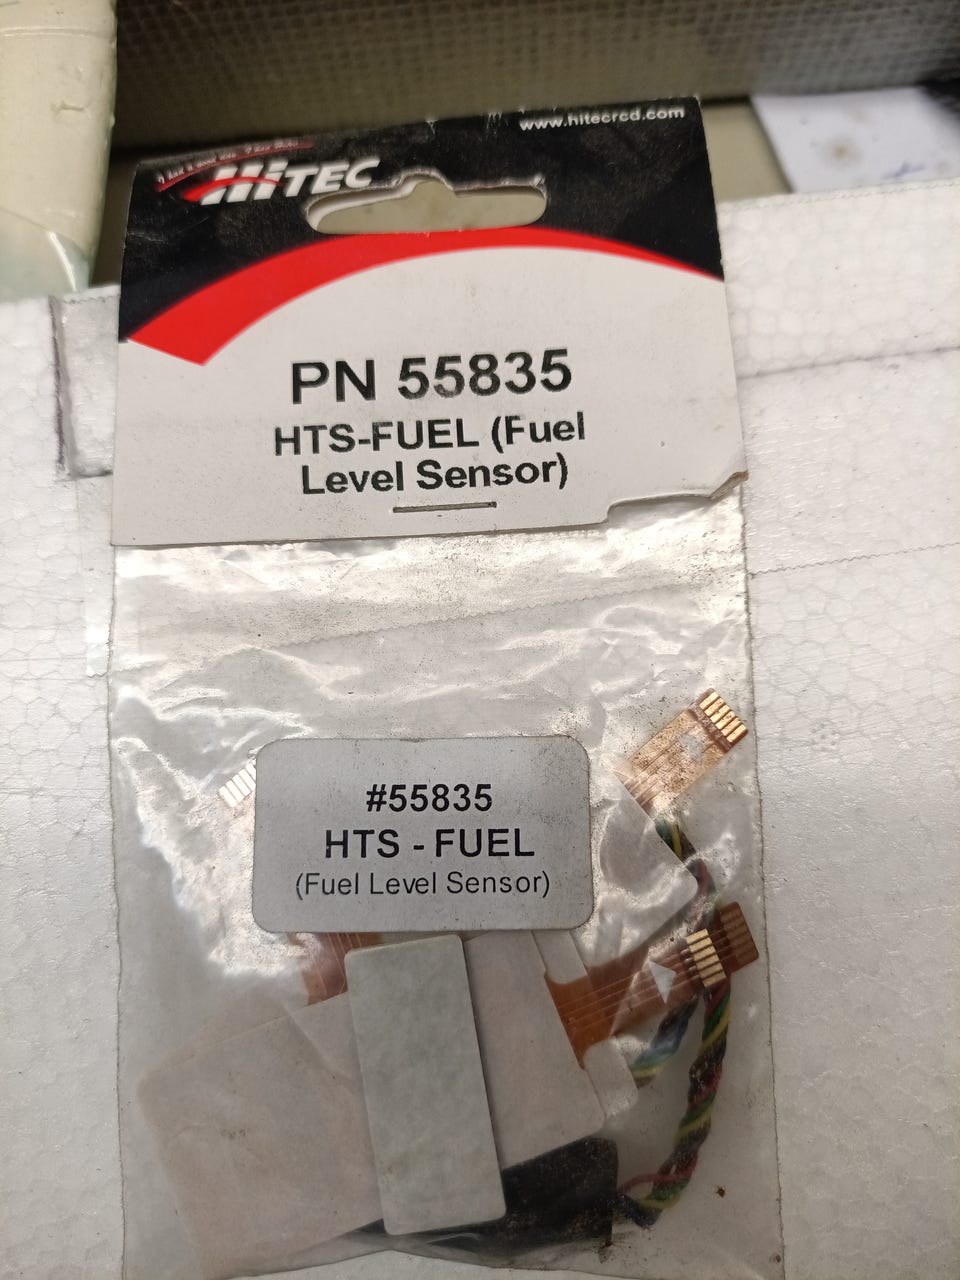 www.hitecrcd.com
HiTEC
PN 55835
HTS-FUEL (Fuel
Level Sensor)
#55835
HTS - FUEL
(Fuel Level Sensor)